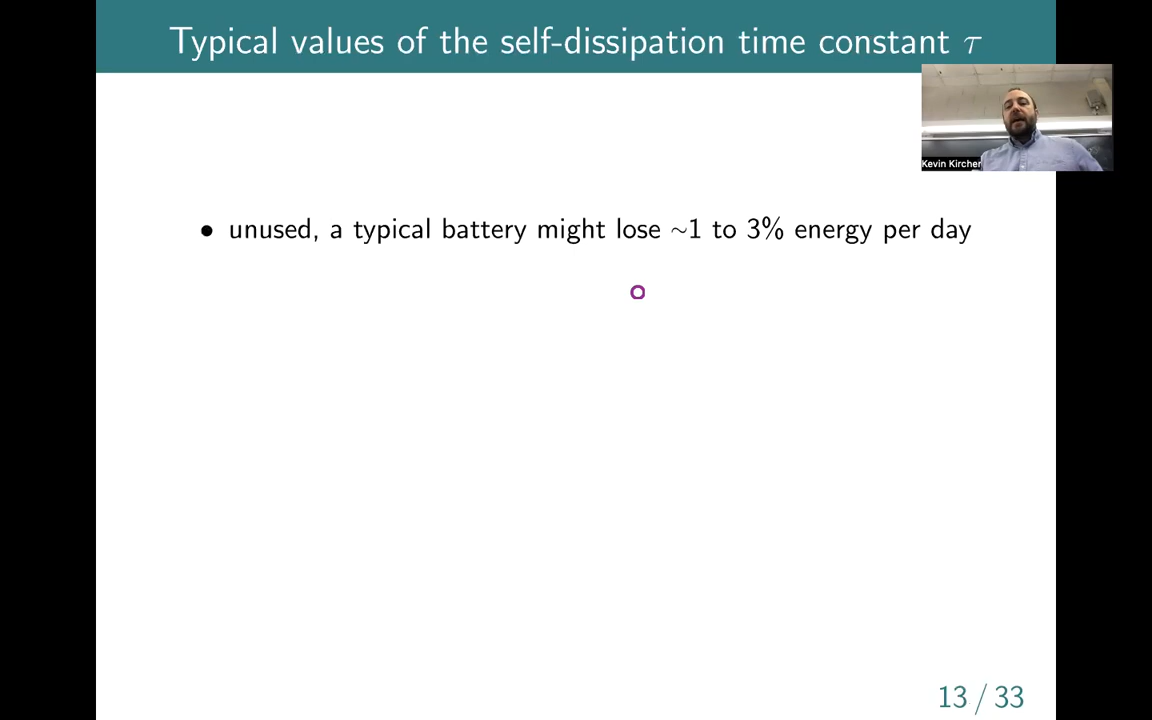 Typical values of the self-dissipation time constant τ
Kevin Kircher
• unused, a typical battery might lose ~1 to 3% energy per day
13 / 33